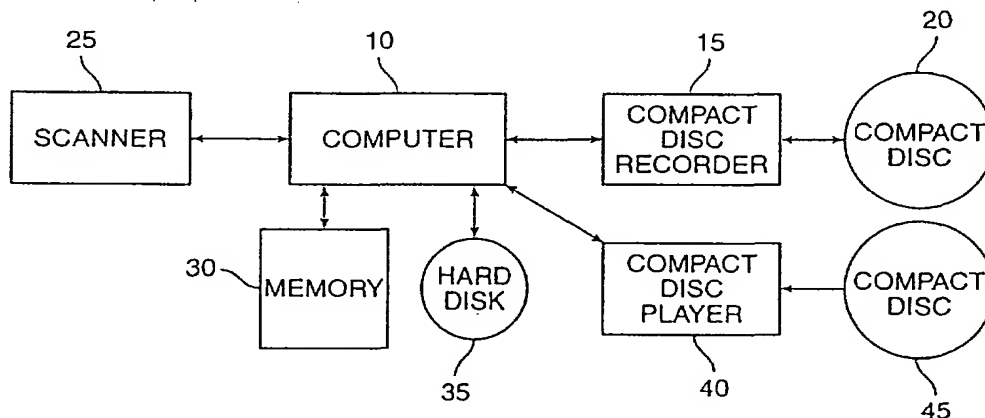 25
10
15
20
SCANNER
COMPUTER
COMPACT
DISC
RECORDER
COMPACT
DISC
30
MEMORY
HARD
DISK
COMPACT
DISC
PLAYER
COMPACT
DISC
35
40
45